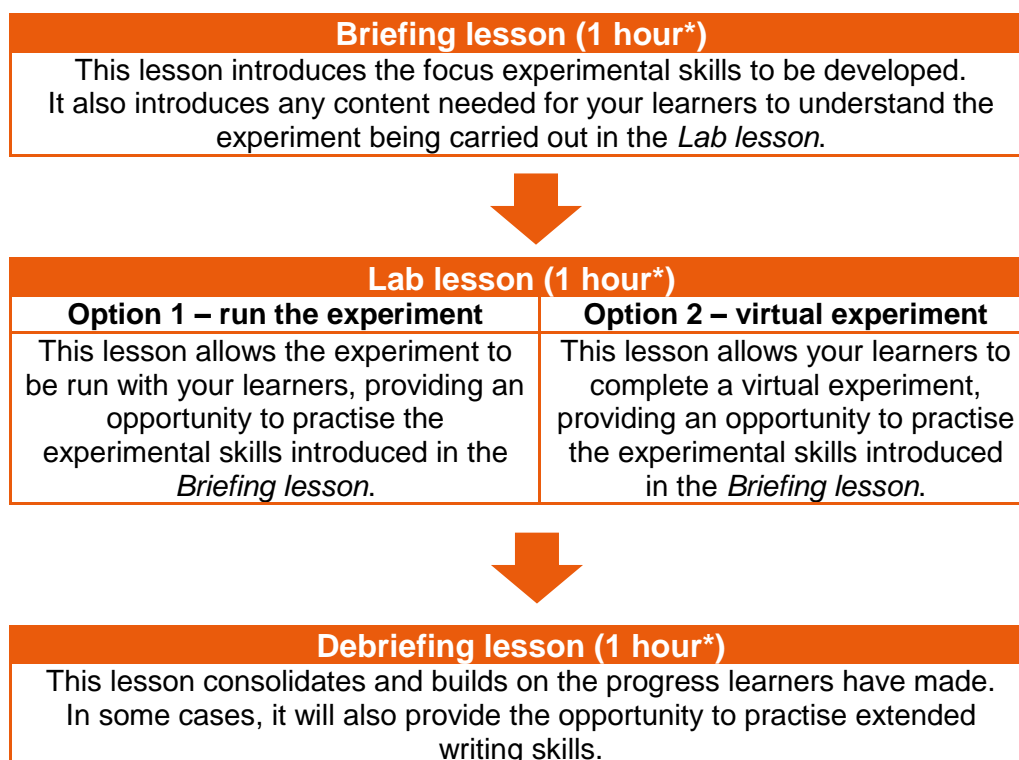 Briefing lesson (1 hour*)
This lesson introduces the focus experimental skills to be developed.
It also introduces any content needed for your learners to understand the
experiment being carried out in the Lab lesson.
Lab lesson (1 hour*)
Option 1 – run the experiment
This lesson allows the experiment to
be run with your learners, providing an
opportunity to practise the
experimental skills introduced in the
Briefing lesson.
Option 2 – virtual experiment
This lesson allows your learners to
complete a virtual experiment,
providing an opportunity to practise
the experimental skills introduced
in the Briefing lesson.
Debriefing lesson (1 hour*)
This lesson consolidates and builds on the progress learners have made.
In some cases, it will also provide the opportunity to practise extended
writing skills.